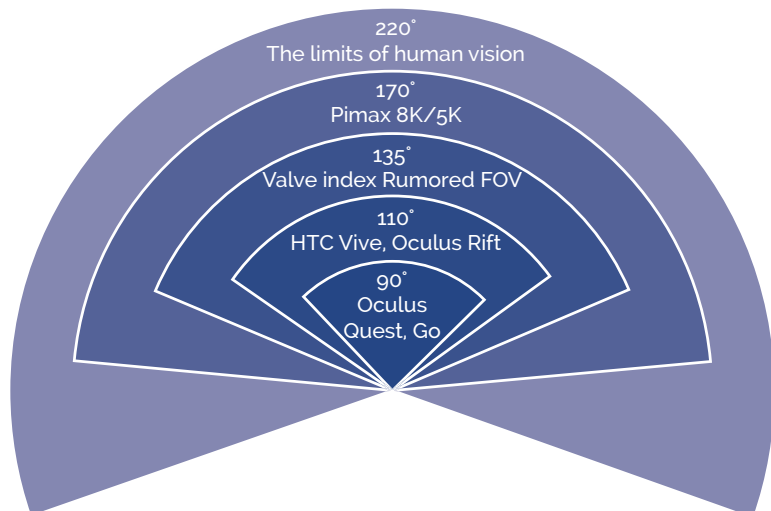 220°
The limits of human vision
170°
Pimax 8K/5K
135°
Valve index Rumored FOV
110°
HTC Vive, Oculus Rift
90°
Oculus
Quest, Go